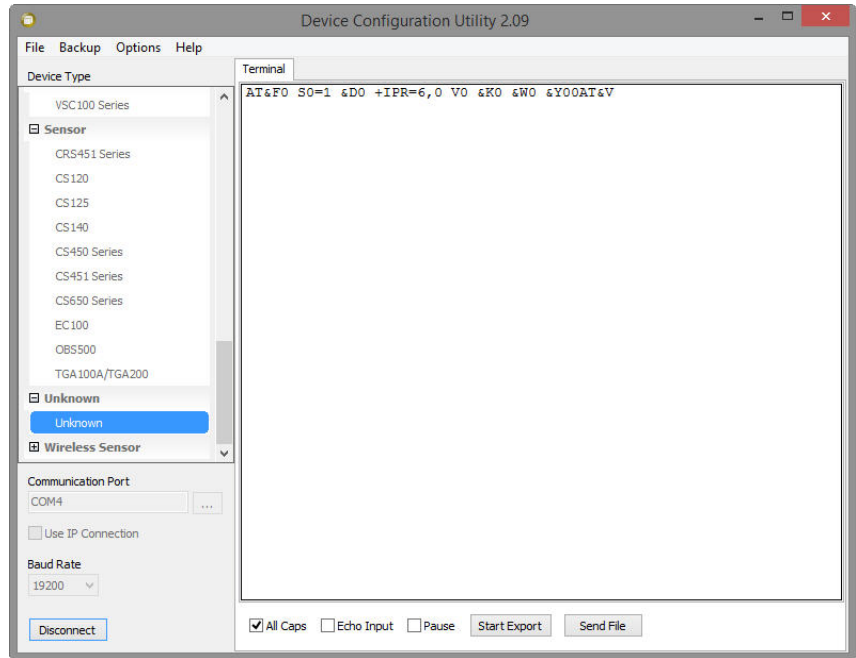 Device Configuration Utility 2.09
File Backup Options Help
Device Type
VSC100 Series
Sensor
CRS451 Series
CS120
CS125
CS140
CS450 Series
CS451 Series
CS650 Series
EC100
OBS500
TGA100A/TGA200
Unknown
Unknown
Wireless Sensor
Communication Port
COM4
...
Use IP Connection
Baud Rate
19200
Disconnect
Terminal
AT&F0 S0=1 &D0 +IPR=6,0 V0 &K0 &W0 &Y00AT&V
All Caps Echo Input Pause Start Export Send File